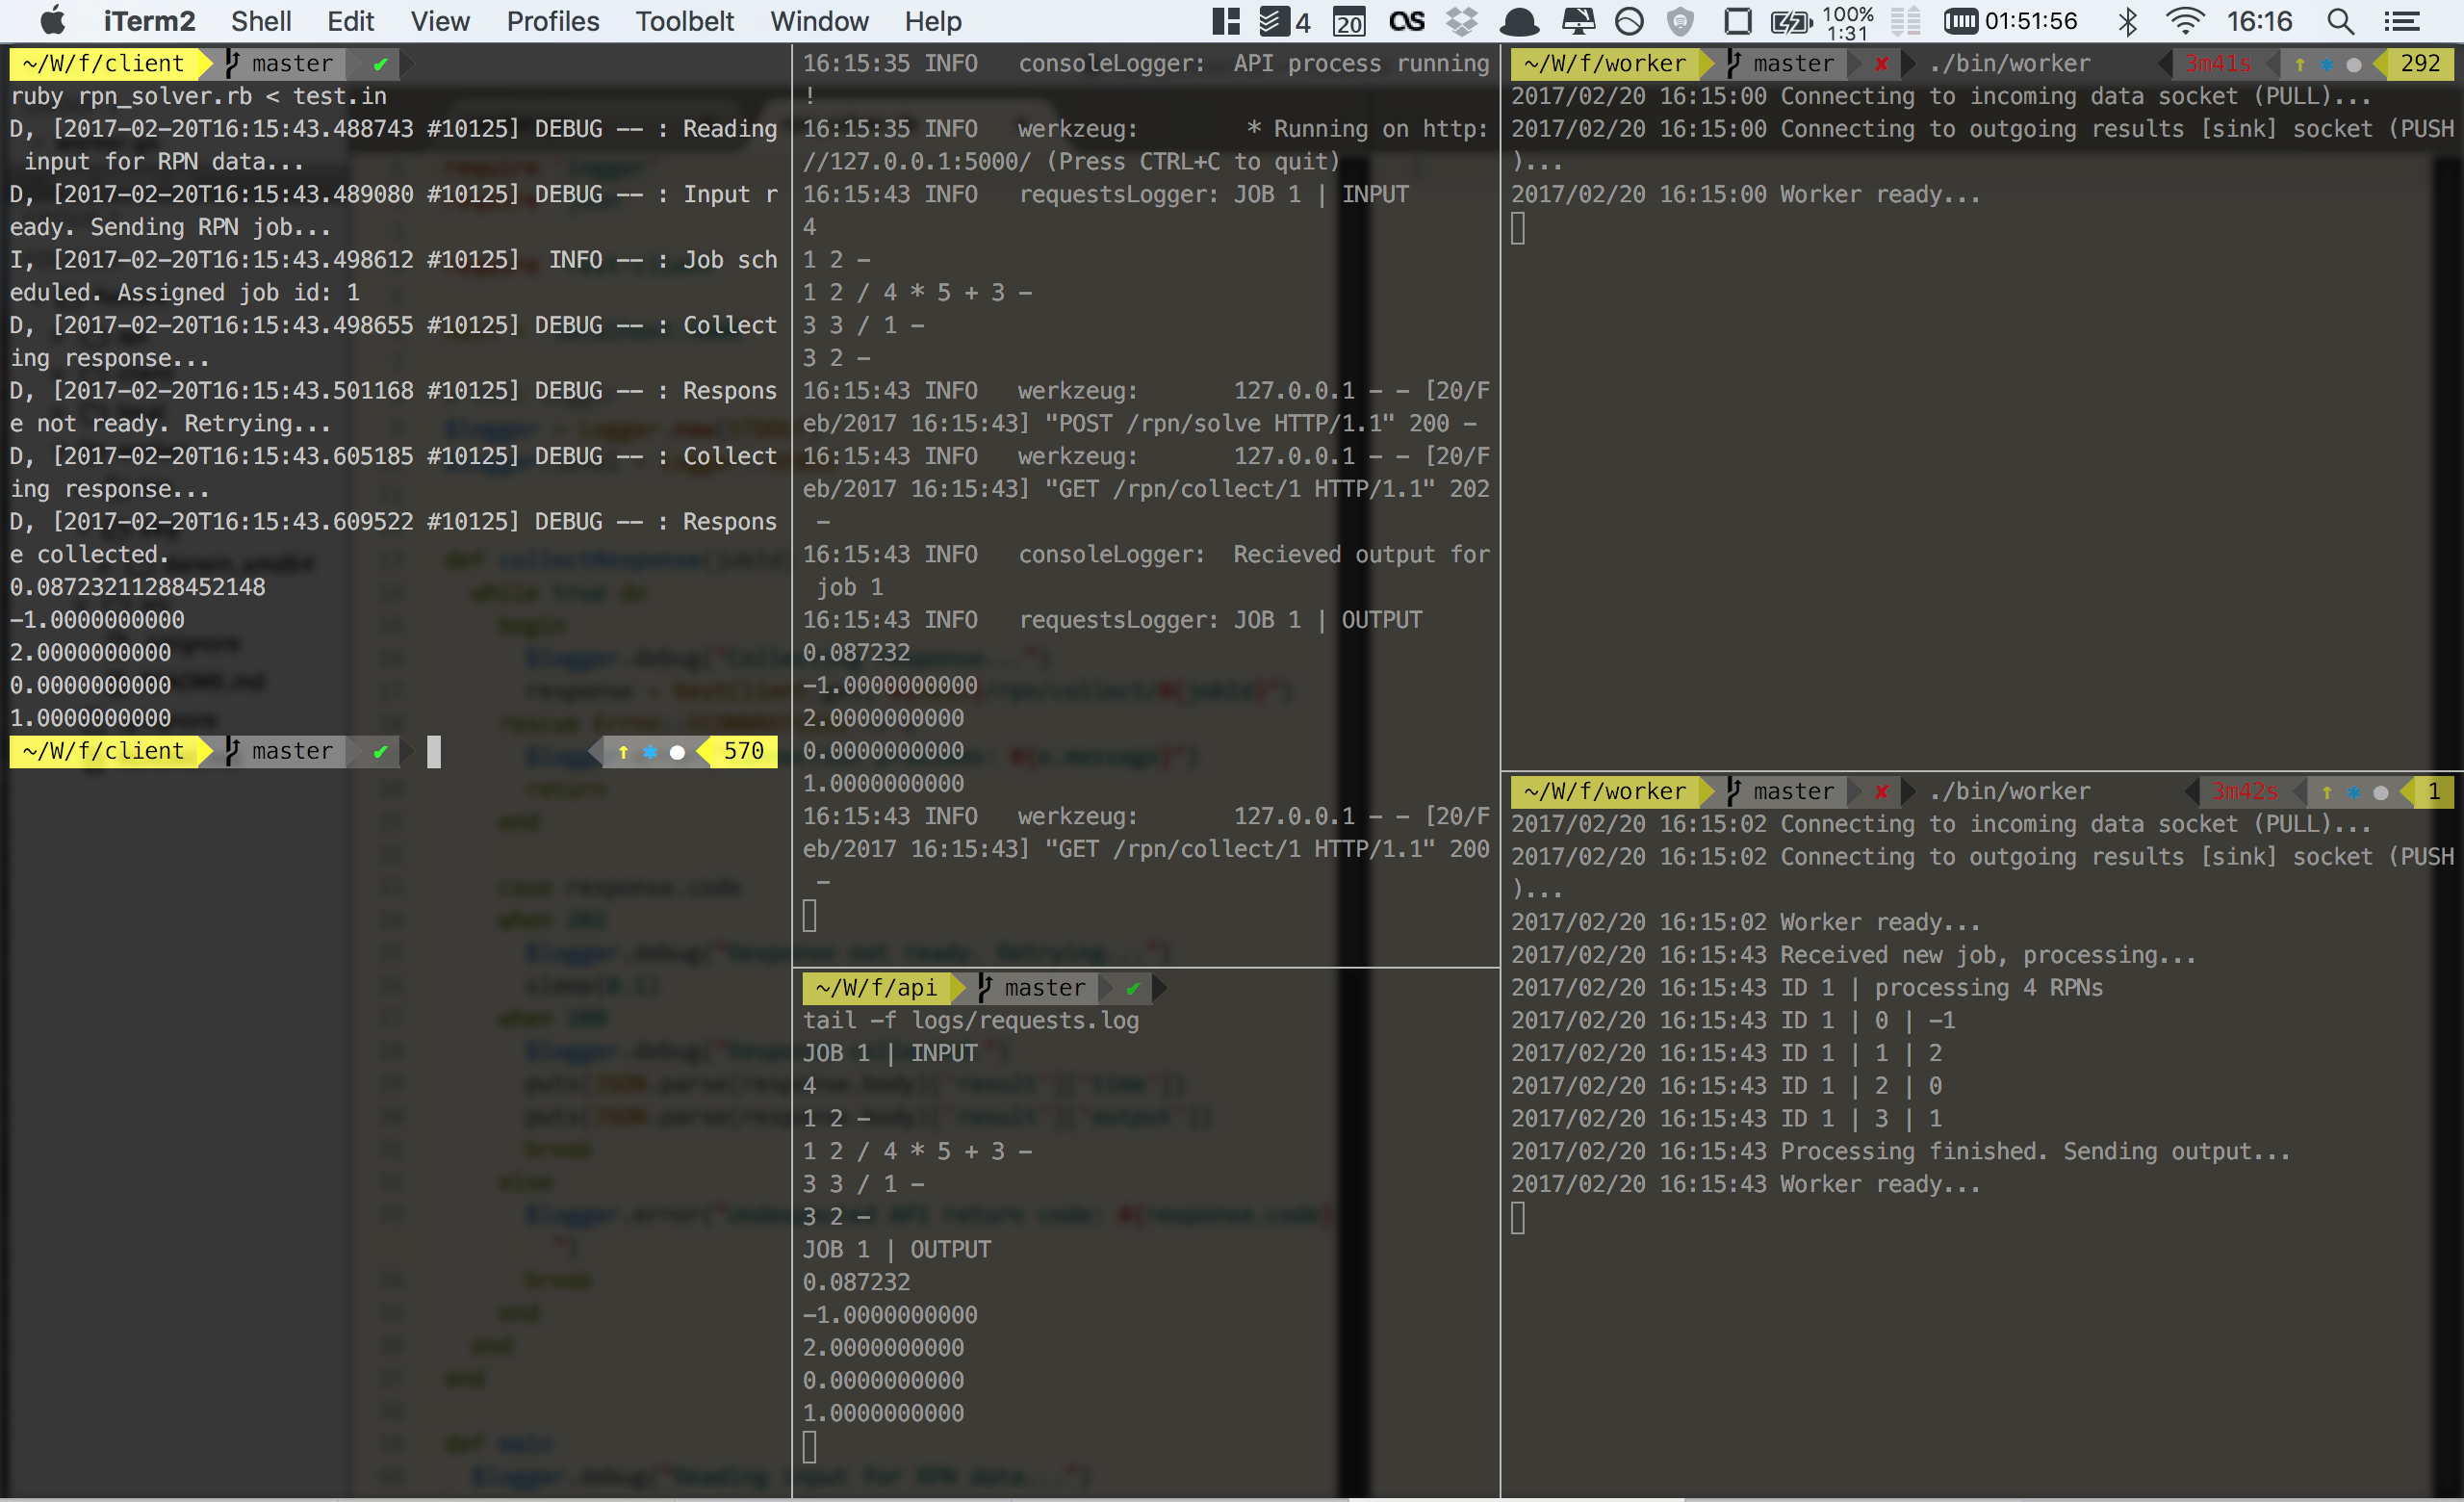 iTerm2 Shell Edit View Profiles Toolbelt Window Help 4 20 100% 1:31 01:51:56 16:16
~/W/f/client master ✔
ruby rpn_solver.rb < test.in
D, [2017-02-20T16:15:43.488743 #10125] DEBUG -- : Reading
 input for RPN data...
D, [2017-02-20T16:15:43.489080 #10125] DEBUG -- : Input r
eady. Sending RPN job...
I, [2017-02-20T16:15:43.498612 #10125]  INFO -- : Job sch
eduled. Assigned job id: 1
D, [2017-02-20T16:15:43.498655 #10125] DEBUG -- : Collect
ing response...
D, [2017-02-20T16:15:43.501168 #10125] DEBUG -- : Respons
e not ready. Retrying...
D, [2017-02-20T16:15:43.605185 #10125] DEBUG -- : Collect
ing response...
D, [2017-02-20T16:15:43.609522 #10125] DEBUG -- : Respons
e collected.
0.08723211288452148
-1.0000000000
2.0000000000
0.0000000000
1.0000000000
~/W/f/client master ✔ ↑ * ● 570
16:15:35 INFO   consoleLogger:  API process running
!
16:15:35 INFO   werkzeug:        * Running on http:
//127.0.0.1:5000/ (Press CTRL+C to quit)
16:15:43 INFO   requestsLogger: JOB 1 | INPUT
4
1 2 -
1 2 / 4 * 5 + 3 -
3 3 / 1 -
3 2 -
16:15:43 INFO   werkzeug:       127.0.0.1 - - [20/F
eb/2017 16:15:43] "POST /rpn/solve HTTP/1.1" 200 -
16:15:43 INFO   werkzeug:       127.0.0.1 - - [20/F
eb/2017 16:15:43] "GET /rpn/collect/1 HTTP/1.1" 202
 -
16:15:43 INFO   consoleLogger:  Recieved output for
 job 1
16:15:43 INFO   requestsLogger: JOB 1 | OUTPUT
0.087232
-1.0000000000
2.0000000000
0.0000000000
1.0000000000
16:15:43 INFO   werkzeug:       127.0.0.1 - - [20/F
eb/2017 16:15:43] "GET /rpn/collect/1 HTTP/1.1" 200
 -
~/W/f/api master ✔
tail -f logs/requests.log
JOB 1 | INPUT
4
1 2 -
1 2 / 4 * 5 + 3 -
3 3 / 1 -
3 2 -
JOB 1 | OUTPUT
0.087232
-1.0000000000
2.0000000000
0.0000000000
1.0000000000
~/W/f/worker master ✘ ./bin/worker 3m41s ↑ * ● 292
2017/02/20 16:15:00 Connecting to incoming data socket (PULL)...
2017/02/20 16:15:00 Connecting to outgoing results [sink] socket (PUSH
)...
2017/02/20 16:15:00 Worker ready...
~/W/f/worker master ✘ ./bin/worker 3m42s ↑ * ● 1
2017/02/20 16:15:02 Connecting to incoming data socket (PULL)...
2017/02/20 16:15:02 Connecting to outgoing results [sink] socket (PUSH
)...
2017/02/20 16:15:02 Worker ready...
2017/02/20 16:15:43 Received new job, processing...
2017/02/20 16:15:43 ID 1 | processing 4 RPNs
2017/02/20 16:15:43 ID 1 | 0 | -1
2017/02/20 16:15:43 ID 1 | 1 | 2
2017/02/20 16:15:43 ID 1 | 2 | 0
2017/02/20 16:15:43 ID 1 | 3 | 1
2017/02/20 16:15:43 Processing finished. Sending output...
2017/02/20 16:15:43 Worker ready...